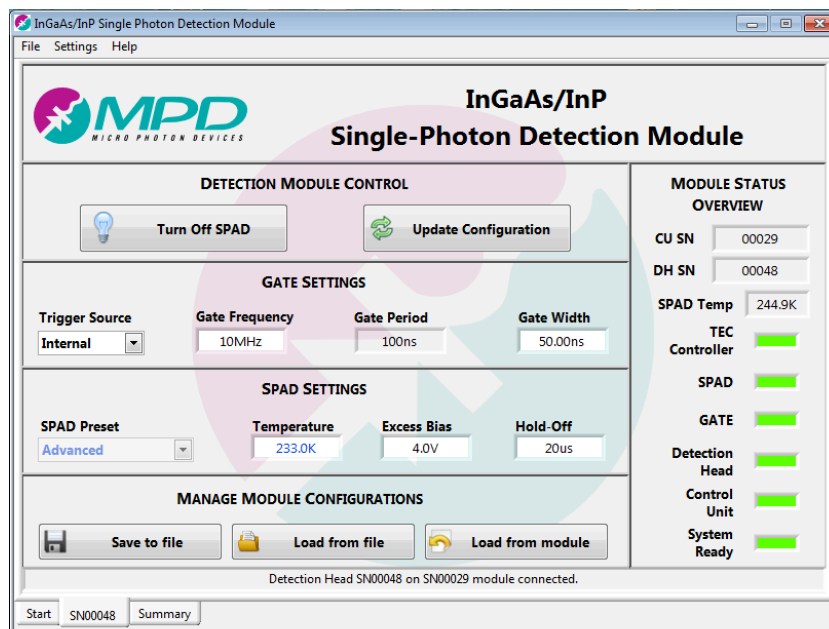 InGaAs/InP Single Photon Detection Module
File Settings Help
MPD
MICRO PHOTON DEVICES
InGaAs/InP
Single-Photon Detection Module
DETECTION MODULE CONTROL
Turn Off SPAD
Update Configuration
GATE SETTINGS
Trigger Source
Internal
Gate Frequency
10MHz
Gate Period
100ns
Gate Width
50.00ns
SPAD SETTINGS
SPAD Preset
Advanced
Temperature
233.0K
Excess Bias
4.0V
Hold-Off
20us
MANAGE MODULE CONFIGURATIONS
Save to file
Load from file
Load from module
MODULE STATUS
OVERVIEW
CU SN 00029
DH SN 00048
SPAD Temp 244.9K
TEC
Controller
SPAD
GATE
Detection
Head
Control
Unit
System
Ready
Detection Head SN00048 on SN00029 module connected.
Start SN00048 Summary